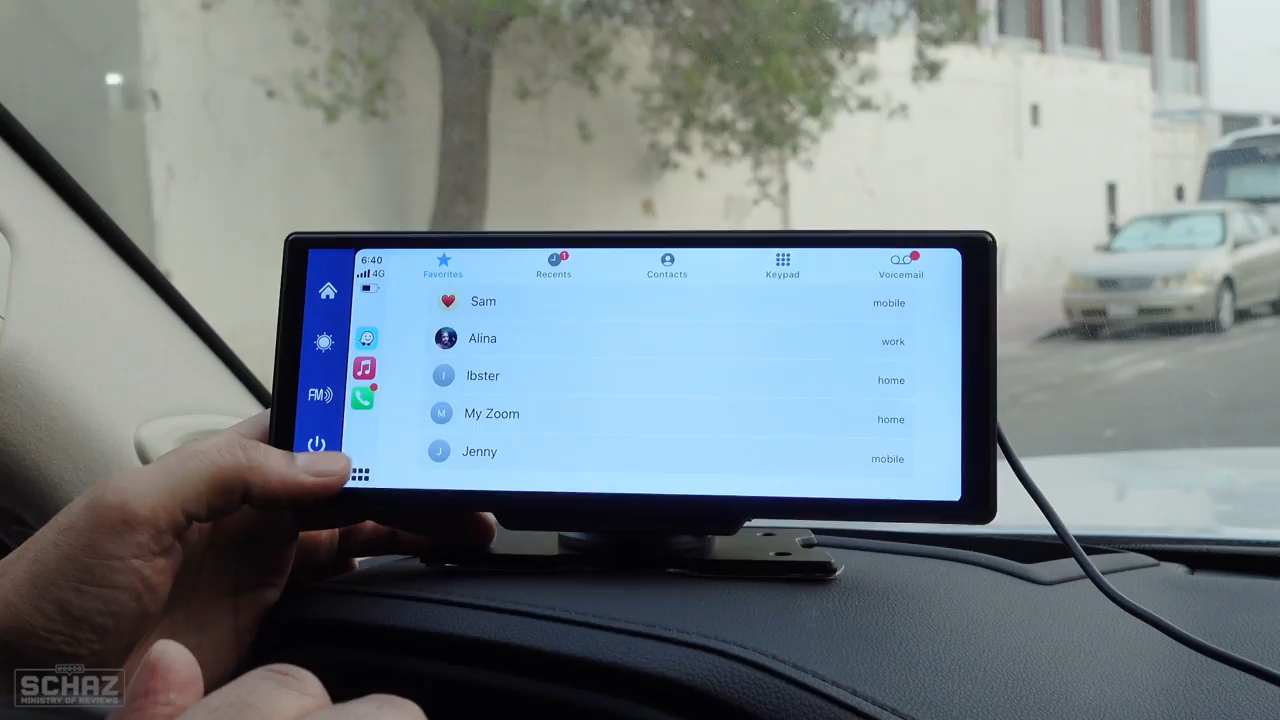 6:40
4G
Favorites
1
Recents
Contacts
Keypad
Voicemail
Sam
mobile
Alina
work
I
Ibster
home
M
My Zoom
home
J
Jenny
mobile
FM
SCHAZ
MINISTRY OF REVIEWS